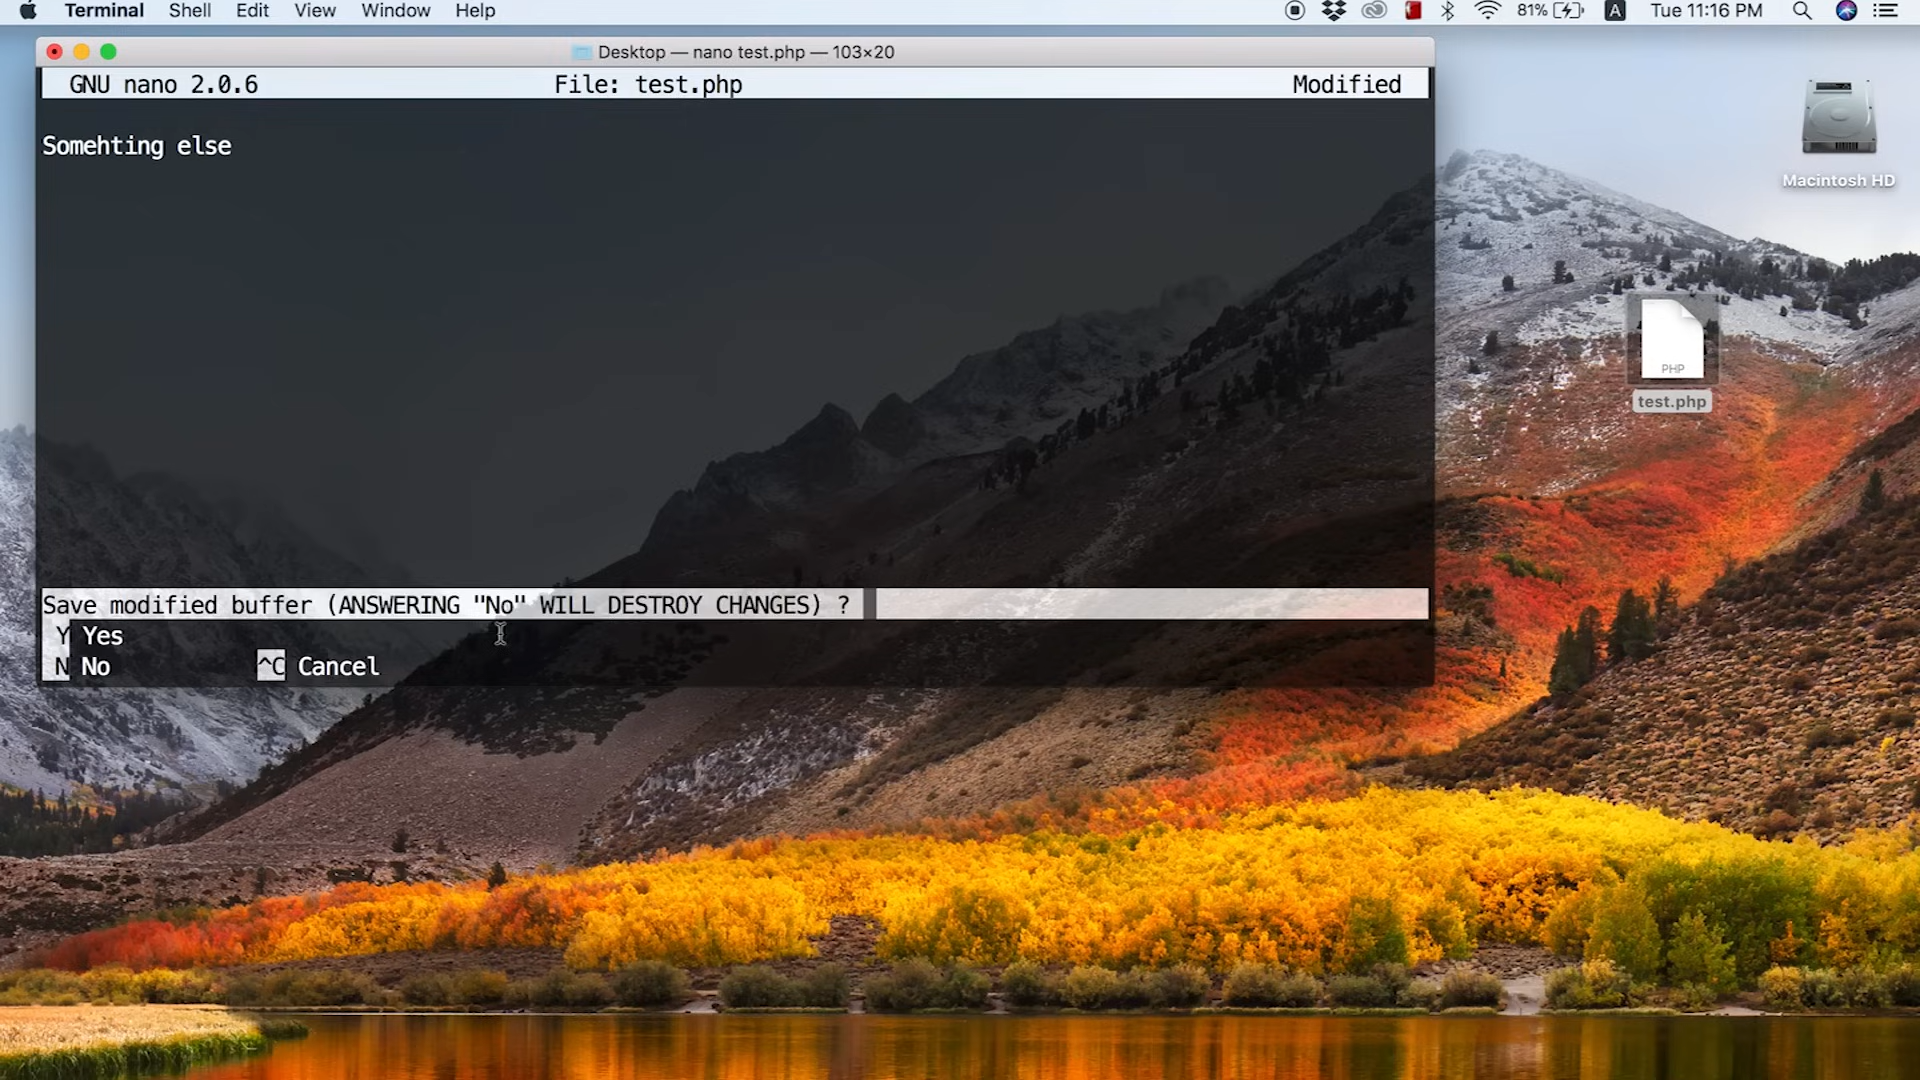 Terminal Shell Edit View Window Help 81% A Tue 11:16 PM
Desktop — nano test.php — 103×20
GNU nano 2.0.6 File: test.php Modified
Somehting else
Macintosh HD
PHP
test.php
Save modified buffer (ANSWERING "No" WILL DESTROY CHANGES) ?
Y Yes
N No ^C Cancel